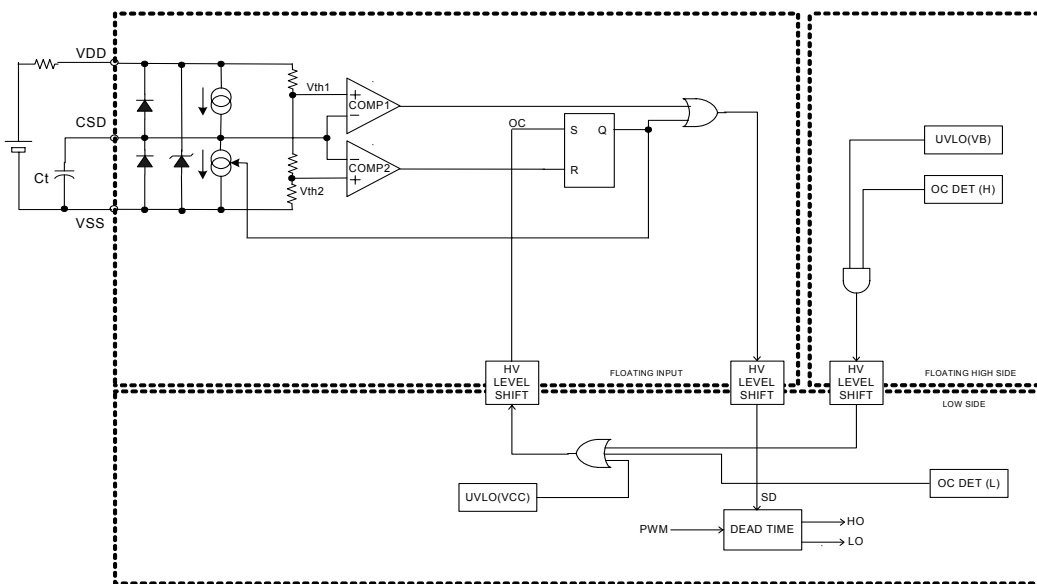 VDD
Vth1
COMP1
CSD
OC
S
Q
R
COMP2
Vth2
Ct
VSS
UVLO(VB)
OC DET (H)
HV
LEVEL
SHIFT
FLOATING INPUT
HV
LEVEL
SHIFT
HV
LEVEL
SHIFT
FLOATING HIGH SIDE
LOW SIDE
UVLO(VCC)
OC DET (L)
SD
PWM
DEAD TIME
HO
LO